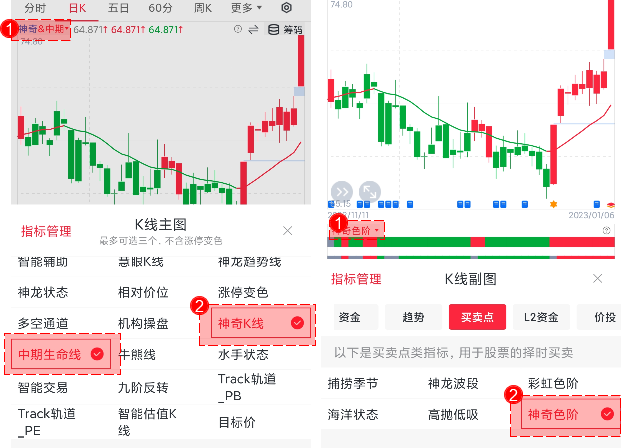 分时 日K 五日 60分 周K 更多
1
神奇&中期 64.871↑ 64.871↑ 64.871↑ 筹码
指标管理 K线主图
最多可选三个，不含涨停变色
智能辅助 慧眼K线 神龙趋势线
神龙状态 相对价位 涨停变色
2
多空通道 机构操盘 神奇K线
中期生命线 牛熊线 水手状态
智能交易 九阶反转 Track轨道_PB
Track轨道_PE 智能估值K线 目标价
74.80
2023/01/06
1
神奇色阶
指标管理 K线副图
资金 趋势 买卖点 L2资金 价投
以下是买卖点类指标，用于股票的择时买卖
捕捞季节 神龙波段 彩虹色阶
2
海洋状态 高抛低吸 神奇色阶